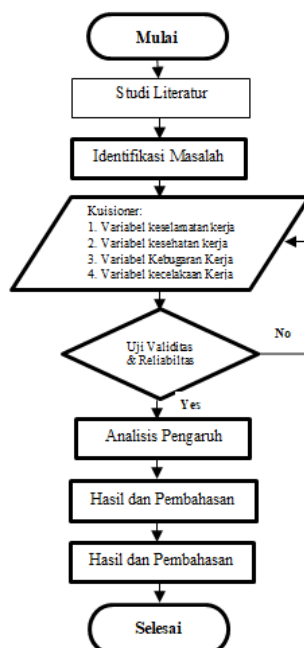 Mulai
Studi Literatur
Identifikasi Masalah
Kuisioner:
1. Variabel keselamatan kerja
2. Variabel kesehatan kerja
3. Variabel Kebugaran Kerja
4. Variabel kecelakaan Kerja
Uji Validitas
& Reliabiltas
No
Yes
Analisis Pengaruh
Hasil dan Pembahasan
Hasil dan Pembahasan
Selesai